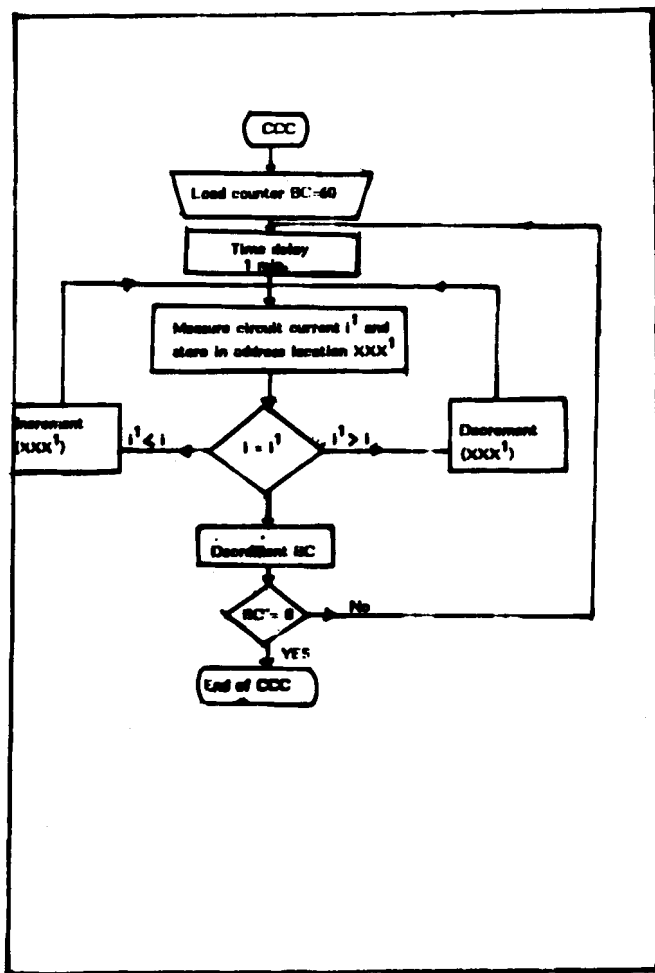 CCC
Load counter BC=60
Time delay
1 min.
Measure circuit current i¹ and
store in address location XXX¹
Increment
(XXX¹)
i¹ < i
i = i¹
i¹ > i
Decrement
(XXX¹)
Decrement BC
BC = 0
No
YES
End of CCC